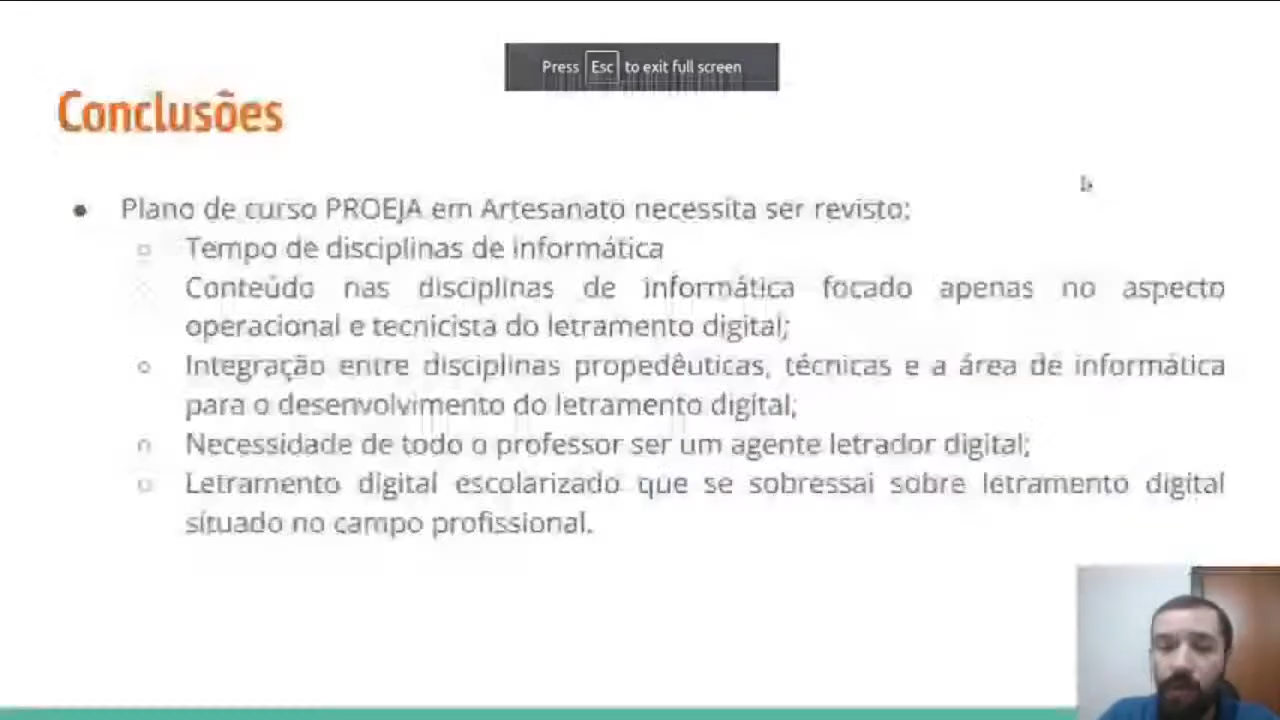 Press Esc to exit full screen
Conclusões
Plano de curso PROEJA em Artesanato necessita ser revisto:
Tempo de disciplinas de informática
Conteúdo nas disciplinas de informática focado apenas no aspecto
operacional e tecnicista do letramento digital;
Integração entre disciplinas propedêuticas, técnicas e a área de informática
para o desenvolvimento do letramento digital;
Necessidade de todo o professor ser um agente letrador digital;
Letramento digital escolarizado que se sobressai sobre letramento digital
situado no campo profissional.